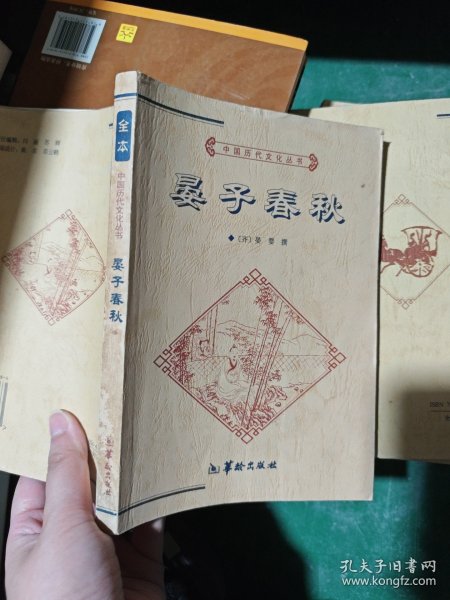 全本
中国历代文化丛书
晏子春秋
中国历代文化丛书
晏子春秋
◆〔齐〕晏 婴 撰
华龄出版社
ISBN 7
孔夫子旧书网
www.kongfz.com